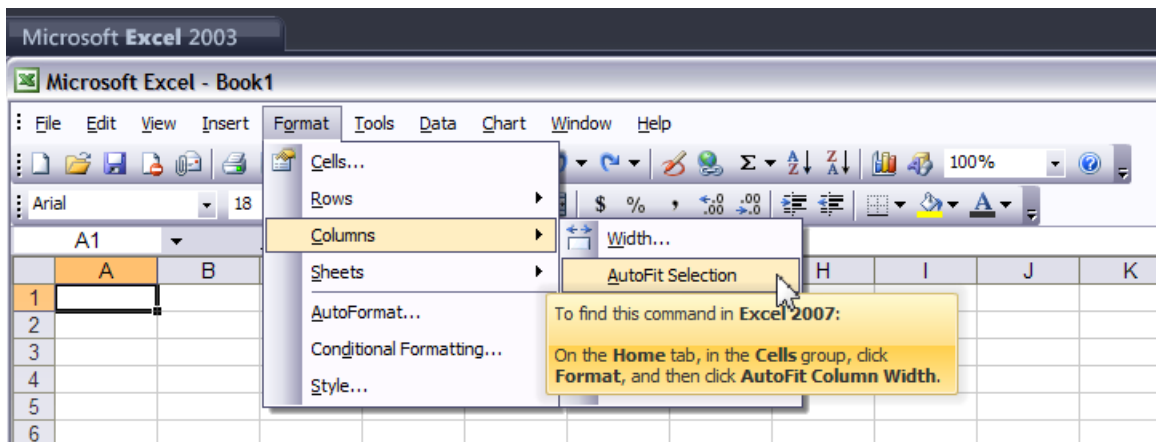 Microsoft Excel 2003
Microsoft Excel - Book1
File Edit View Insert Format Tools Data Chart Window Help
Cells...
Σ 100%
Arial 18 Rows $ % , .00 .0
A1 Columns Width...
A B Sheets AutoFit Selection H I J K
1
AutoFormat... To find this command in Excel 2007:
2
3 Conditional Formatting... On the Home tab, in the Cells group, click
4 Style... Format, and then click AutoFit Column Width.
5
6